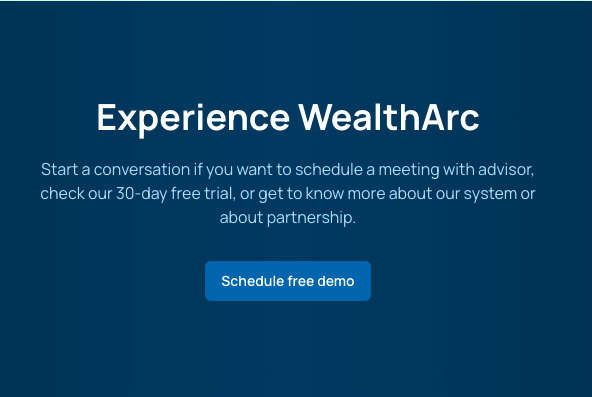 Experience WealthArc
Start a conversation if you want to schedule a meeting with advisor,
check our 30-day free trial, or get to know more about our system or
about partnership.
Schedule free demo